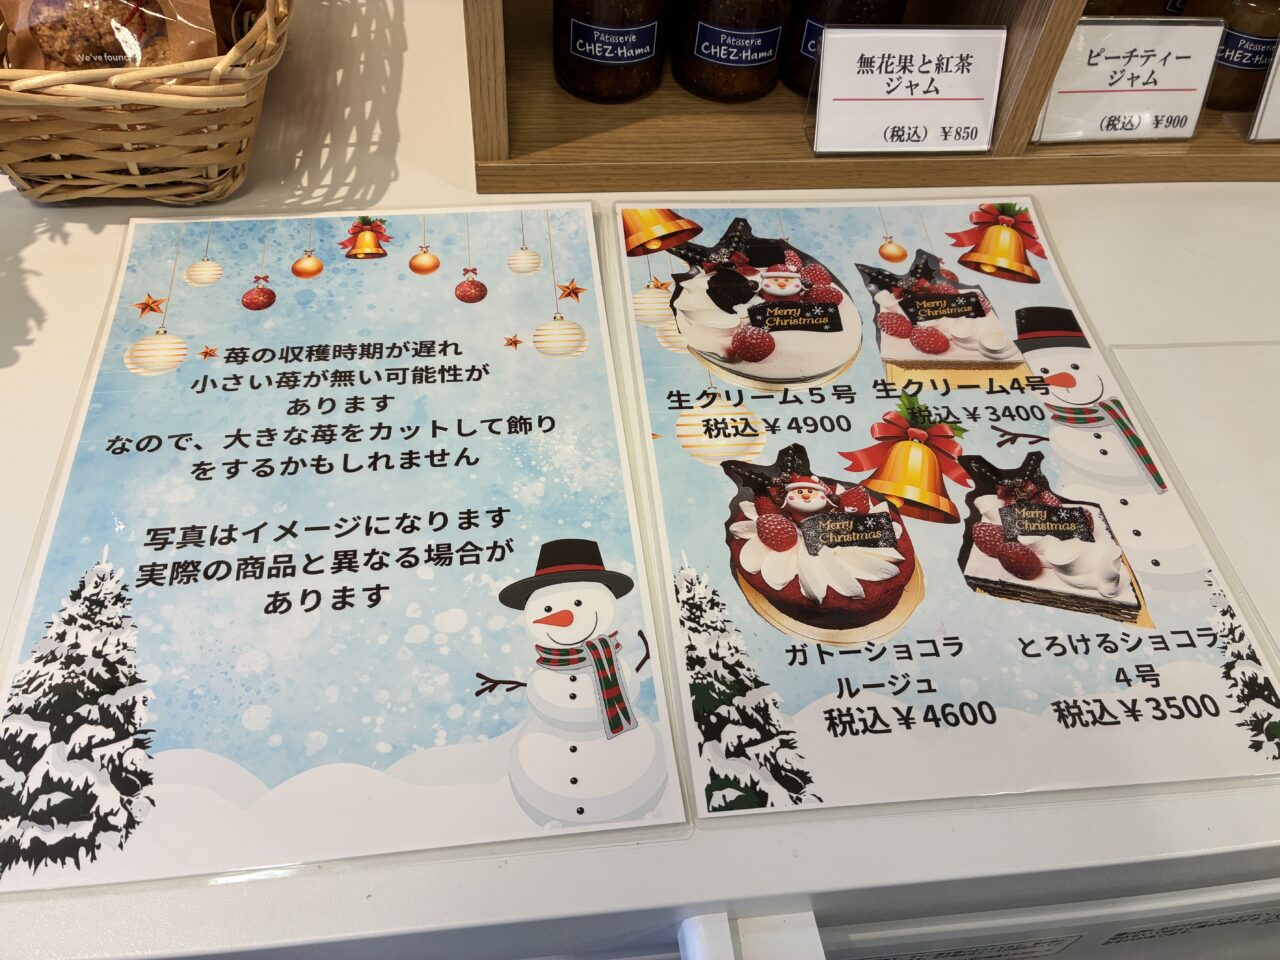 We've found
Pâtisserie
CHEZ・Hama
Pâtisserie
CHEZ・Hama
無花果と紅茶
ジャム
(税込) ¥850
ピーチティー
ジャム
(税込) ¥900
Pâtisserie
CHEZ・Hama
苺の収穫時期が遅れ
小さい苺が無い可能性が
あります
なので、大きな苺をカットして飾り
をするかもしれません
写真はイメージになります
実際の商品と異なる場合が
あります
Merry
Christmas
Merry
Christmas
生クリーム5号
税込¥4900
生クリーム4号
税込¥3400
Merry
Christmas
Merry
Christmas
ガトーショコラ
ルージュ
税込¥4600
とろけるショコラ
4号
税込¥3500